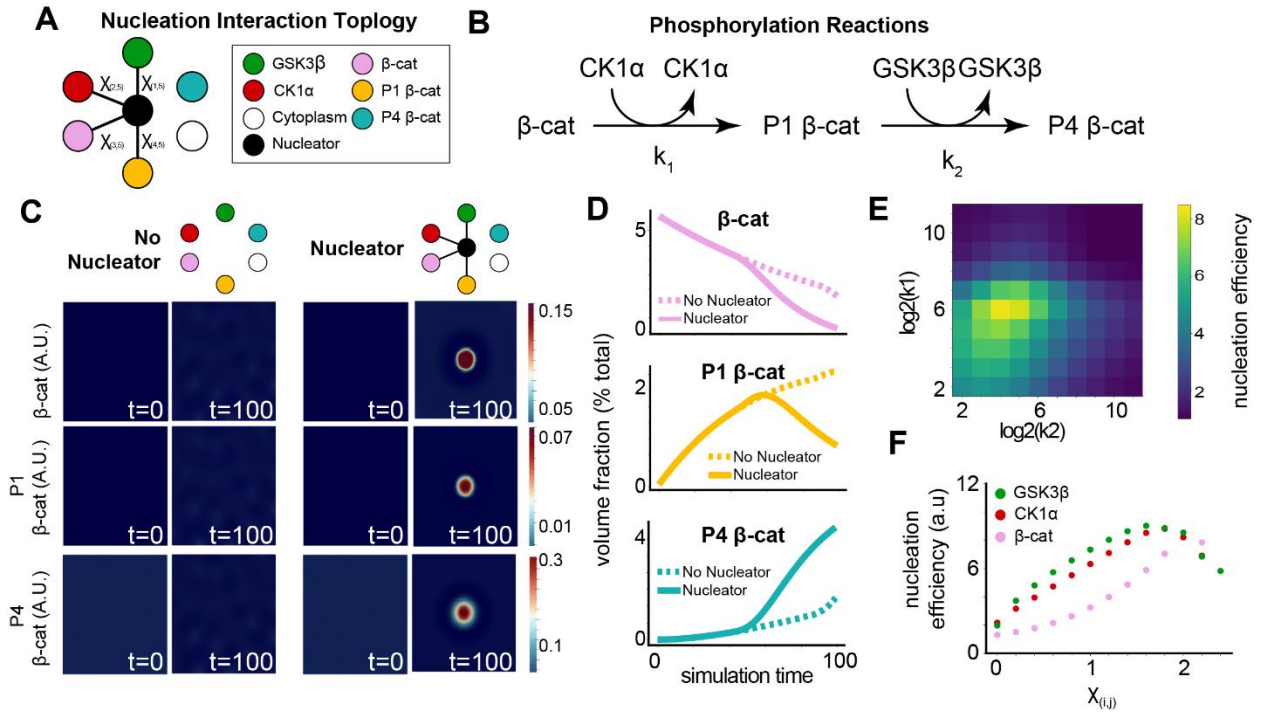 A
Nucleation Interaction Toplogy
GSK3β
CK1α
Cytoplasm
Nucleator
β-cat
P1 β-cat
P4 β-cat
χ(2,5)
χ(1,5)
χ(3,5)
χ(4,5)
B
Phosphorylation Reactions
CK1α CK1α
GSK3β GSK3β
β-cat
P1 β-cat
P4 β-cat
k1
k2
C
No
Nucleator
Nucleator
β-cat (A.U.)
t=0
t=100
t=0
t=100
0.15
0.05
P1
β-cat (A.U.)
t=0
t=100
t=0
t=100
0.07
0.01
P4
β-cat (A.U.)
t=0
t=100
t=0
t=100
0.3
0.1
D
volume fraction (% total)
β-cat
5
0
No Nucleator
Nucleator
P1 β-cat
2
0
No Nucleator
Nucleator
P4 β-cat
4
0
No Nucleator
Nucleator
0
100
simulation time
E
log2(k1)
10
8
6
4
2
2
6
10
log2(k2)
8
6
4
2
nucleation efficiency
F
nucleation
efficiency (a.u)
12
6
0
GSK3β
CK1α
β-cat
0
1
2
χ(i,j)